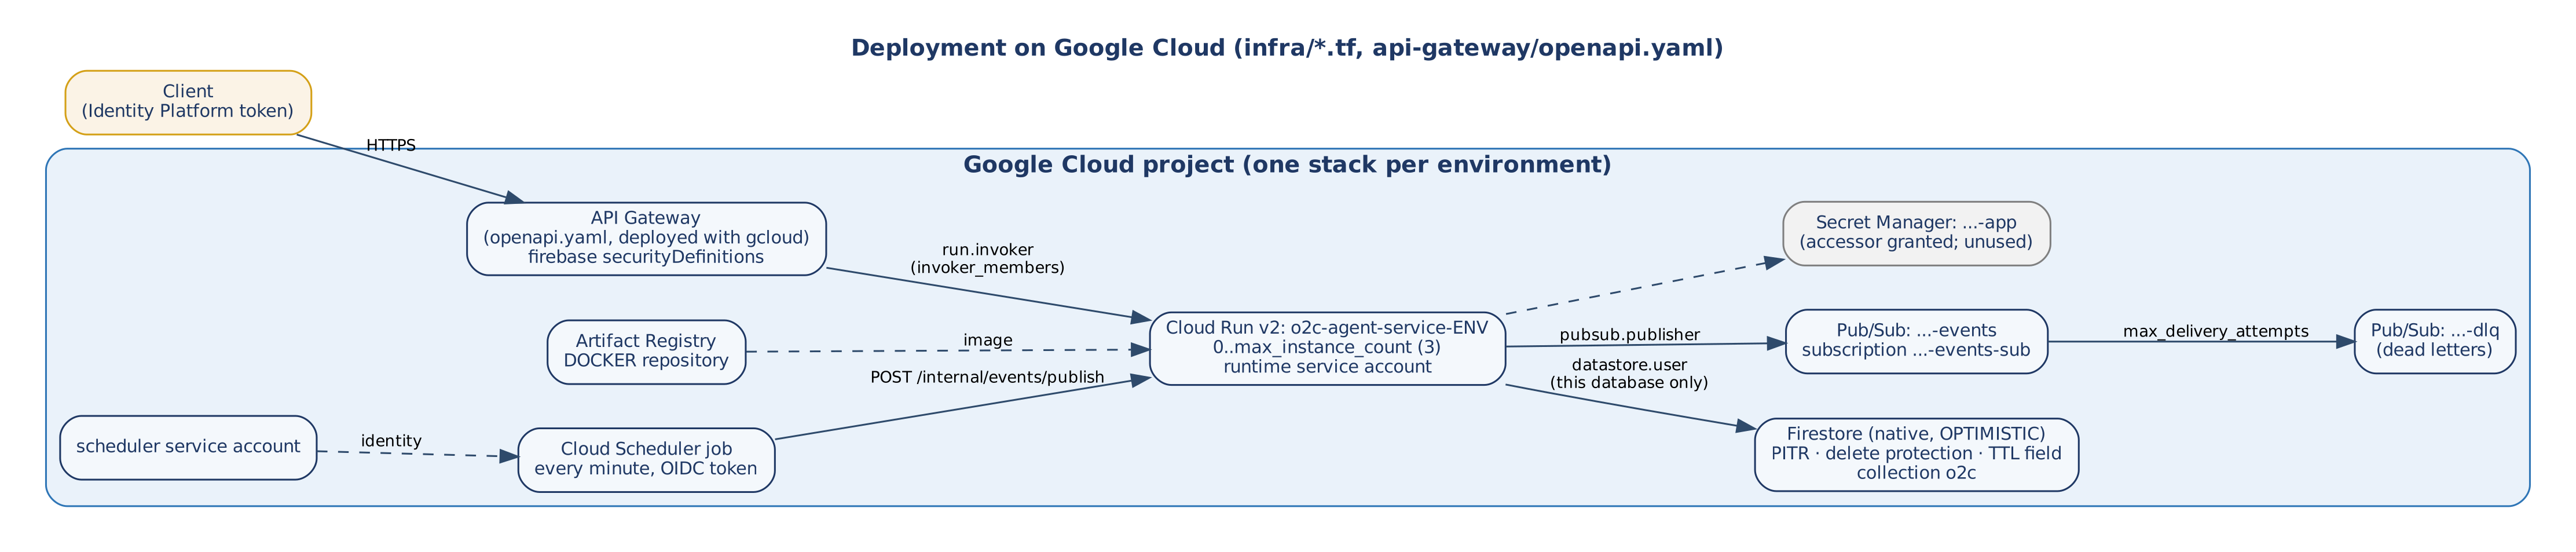 Deployment on Google Cloud (infra/*.tf, api-gateway/openapi.yaml)
Client
(Identity Platform token)
HTTPS
Google Cloud project (one stack per environment)
API Gateway
(openapi.yaml, deployed with gcloud)
firebase securityDefinitions
run.invoker
(invoker_members)
Secret Manager: ...-app
(accessor granted; unused)
Artifact Registry
DOCKER repository
image
Cloud Run v2: o2c-agent-service-ENV
0..max_instance_count (3)
runtime service account
pubsub.publisher
Pub/Sub: ...-events
subscription ...-events-sub
max_delivery_attempts
Pub/Sub: ...-dlq
(dead letters)
POST /internal/events/publish
datastore.user
(this database only)
scheduler service account
identity
Cloud Scheduler job
every minute, OIDC token
Firestore (native, OPTIMISTIC)
PITR · delete protection · TTL field
collection o2c